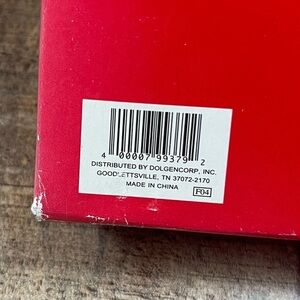 4 00007 99379 2
DISTRIBUTED BY DOLGENCORP, INC.
GOODLETTSVILLE, TN 37072-2170
MADE IN CHINA
F04